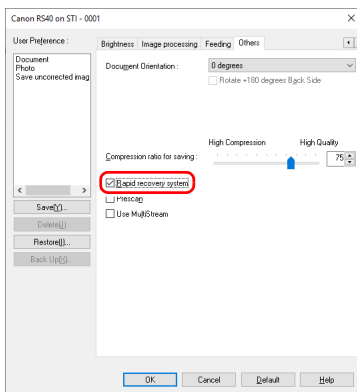 Canon RS40 on STI - 0001
User Preference :
Document
Photo
Save uncorrected imag
Save(Y)...
Delete(J)
Restore(I)...
Back Up(K)...
Brightness Image processing Feeding Others
Document Orientation : 0 degrees
Rotate +180 degrees Back Side
High Compression High Quality
Compression ratio for saving : 75
Rapid recovery system
Prescan
Use MultiStream
OK Cancel Default Help